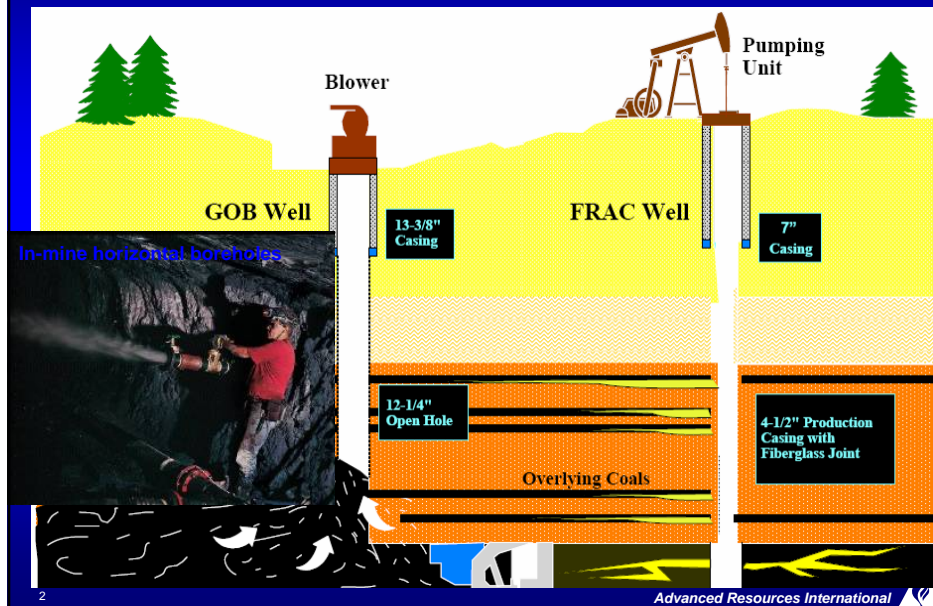 Pumping
Unit
Blower
GOB Well
FRAC Well
13-3/8"
Casing
7”
Casing
In-mine horizontal boreholes
12-1/4"
Open Hole
4-1/2" Production
Casing with
Fiberglass Joint
Overlying Coals
2
Advanced Resources International